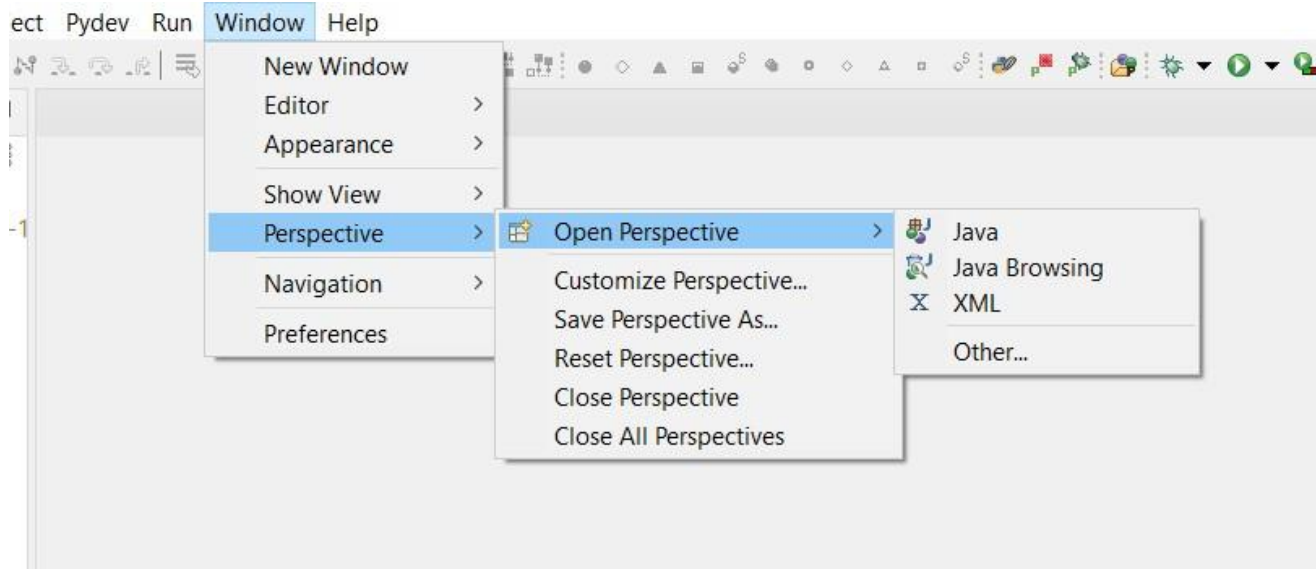 ect Pydev Run Window Help
New Window
Editor
Appearance
Show View
Perspective
Navigation
Preferences
Open Perspective
Customize Perspective...
Save Perspective As...
Reset Perspective...
Close Perspective
Close All Perspectives
Java
Java Browsing
XML
Other...
-1